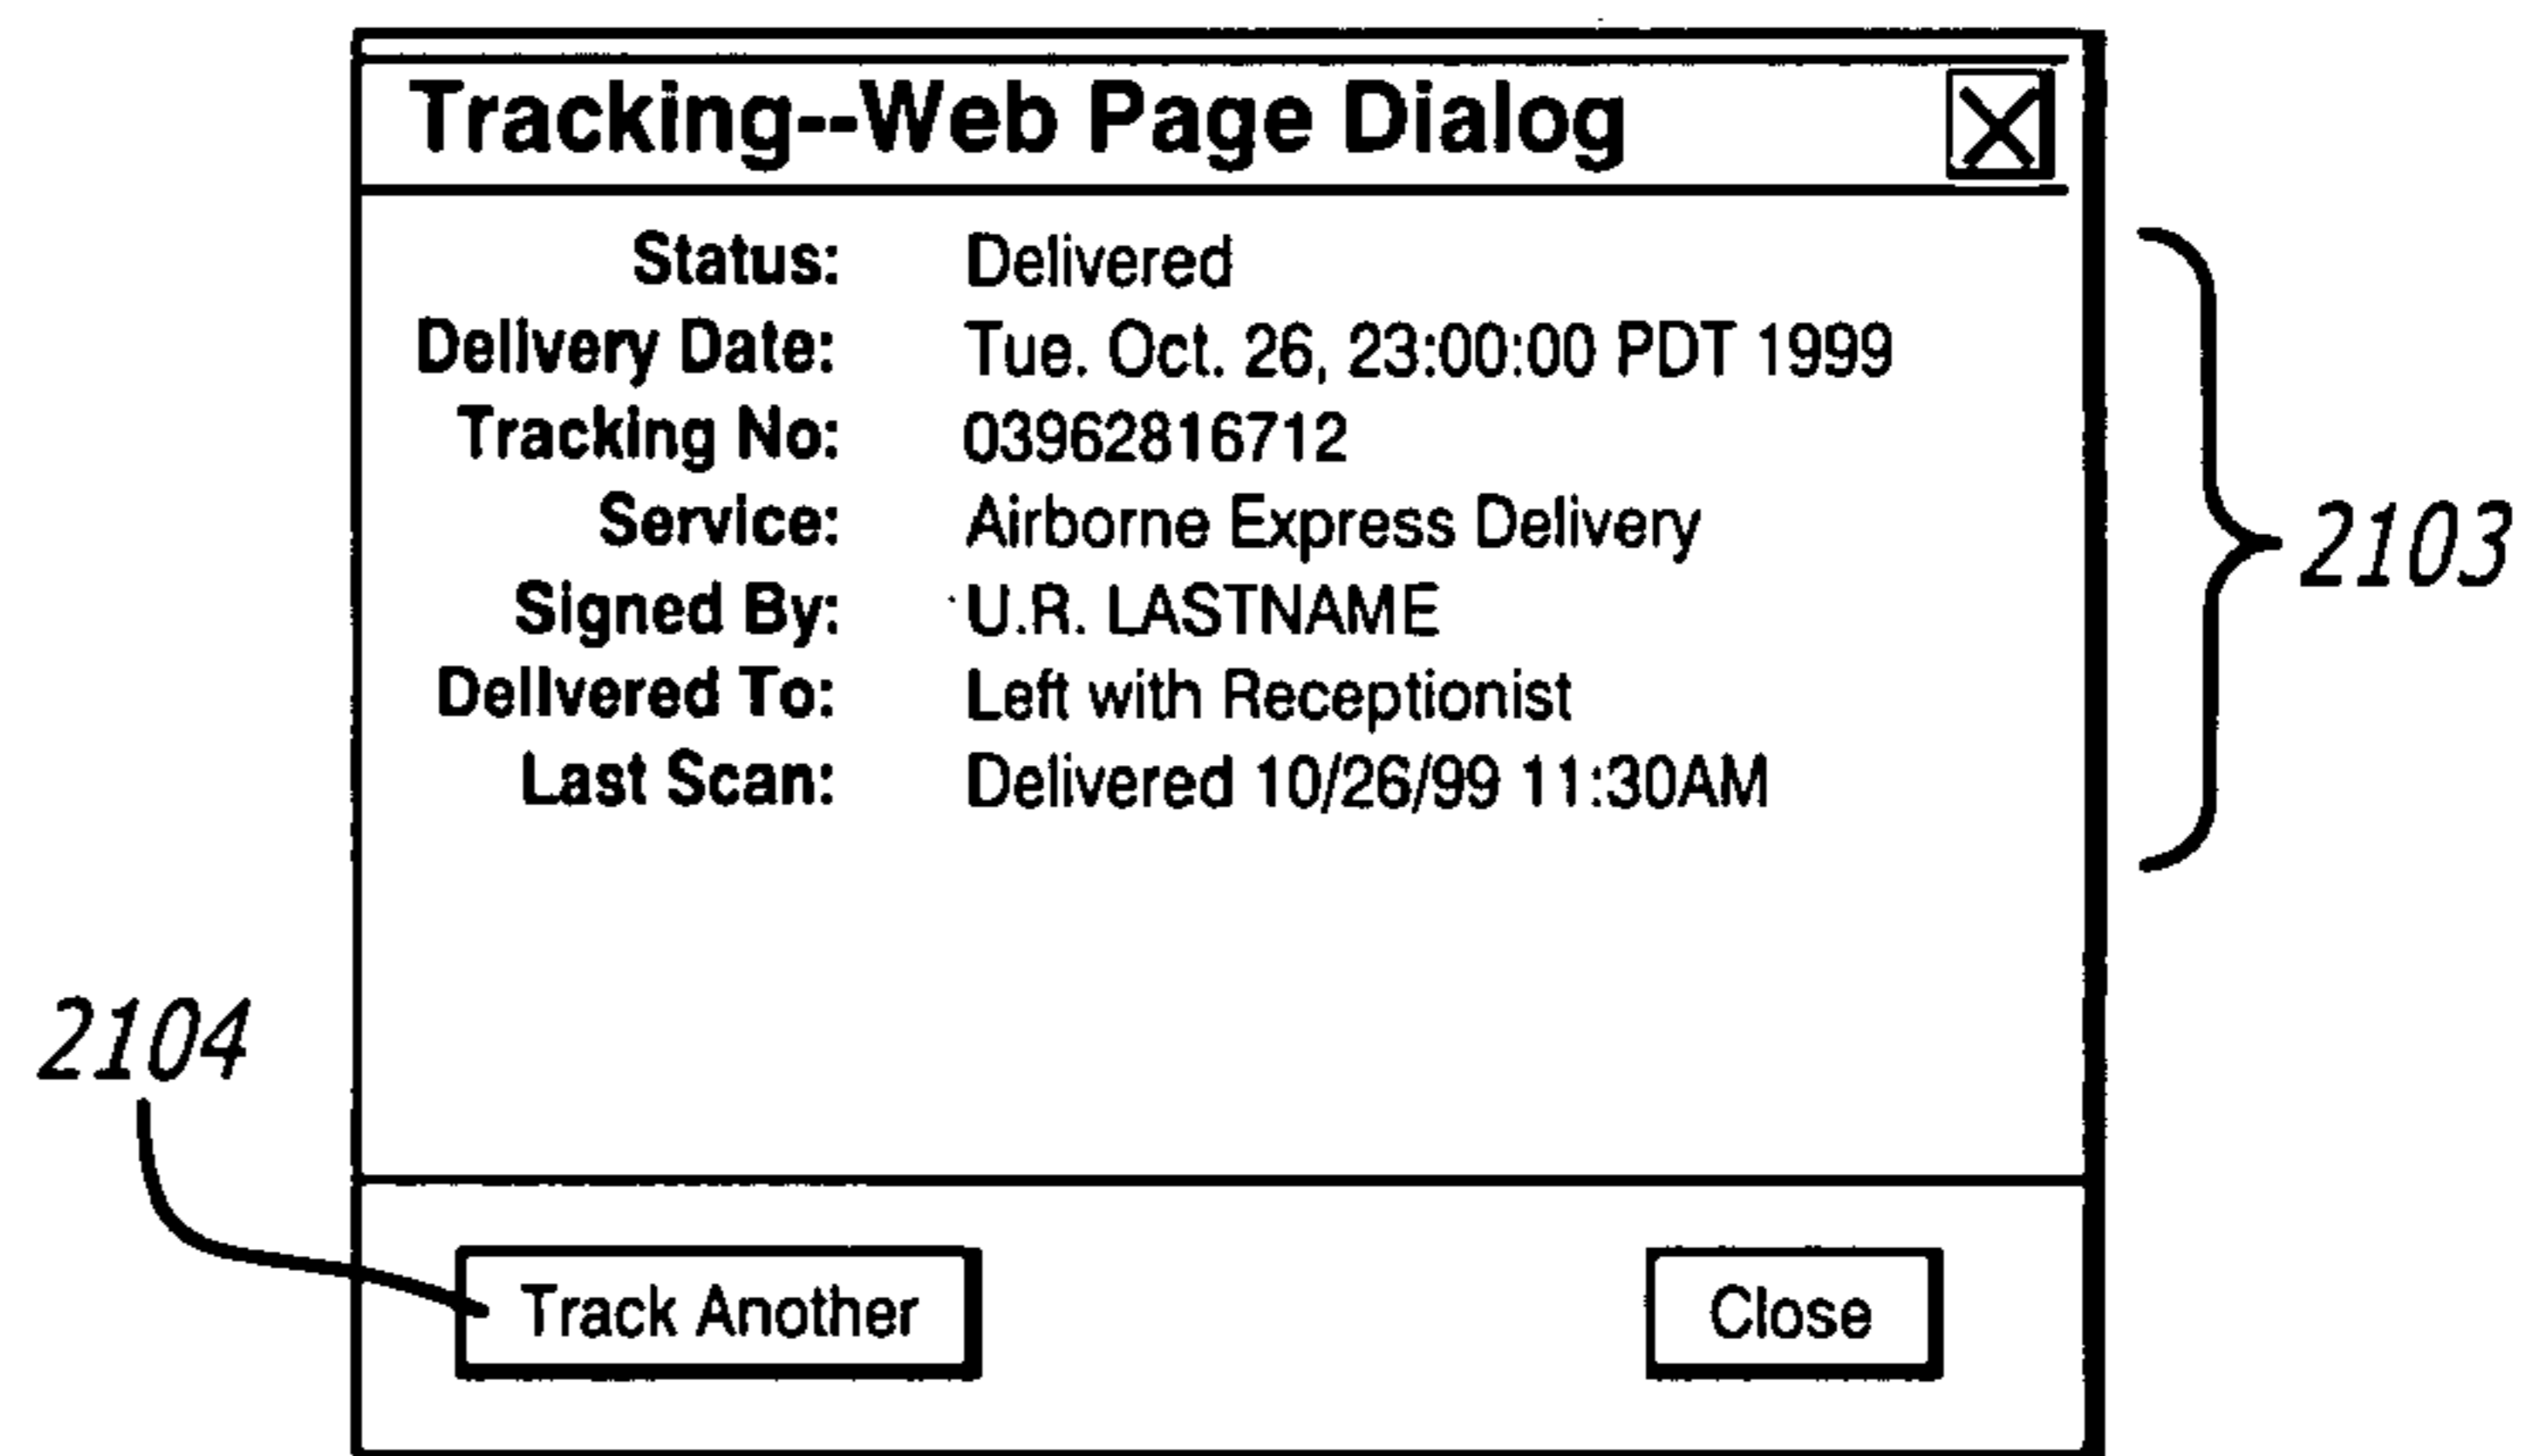 Tracking--Web Page Dialog
Status: Delivered
Delivery Date: Tue. Oct. 26, 23:00:00 PDT 1999
Tracking No: 03962816712
Service: Airborne Express Delivery
Signed By: U.R. LASTNAME
Delivered To: Left with Receptionist
Last Scan: Delivered 10/26/99 11:30AM
2103
2104
Track Another Close